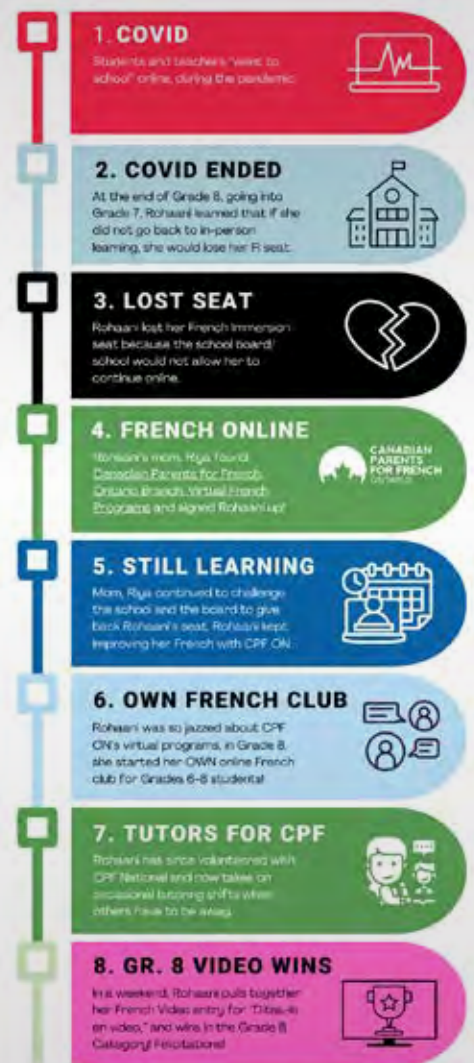 1. COVID
Students and teachers "went to
school" online, during the pandemic.
2. COVID ENDED
At the end of Grade 6, going into
Grade 7, Rohaani learned that if she
did not go back to in-person
learning, she would lose her FI seat.
3. LOST SEAT
Rohaani lost her French Immersion
seat because the school board/
school would not allow her to
continue online.
4. FRENCH ONLINE
Rohaani's mom, Riya found
Canadian Parents for French,
Ontario Branch, Virtual French
Programs and signed Rohaani up!
CANADIAN
PARENTS
FOR FRENCH
ONTARIO
5. STILL LEARNING
Mom, Riya continued to challenge
the school and the board to give
back Rohaani's seat, Rohaani kept
improving her French with CPF ON.
6. OWN FRENCH CLUB
Rohaani was so jazzed about CPF
ON's virtual programs, in Grade 8,
she started her OWN online French
club for Grades 6-8 students!
7. TUTORS FOR CPF
Rohaani has since volunteered with
CPF National and now takes on
occasional tutoring shifts when
others have to be away.
8. GR. 8 VIDEO WINS
In a weekend, Rohaani pulls together
her French Video entry for "Dites-le
en vidéo," and wins in the Grade 8
Category! Félicitations!